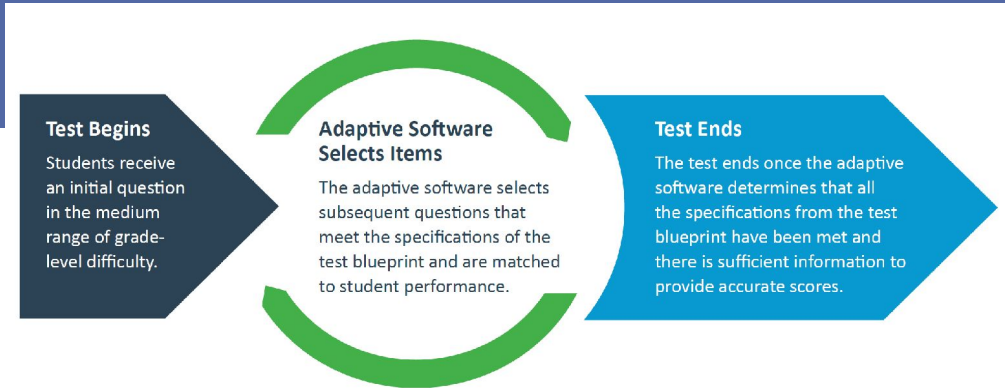 Test Begins
Students receive
an initial question
in the medium
range of grade-
level difficulty.
Adaptive Software
Selects Items
The adaptive software selects
subsequent questions that
meet the specifications of the
test blueprint and are matched
to student performance.
Test Ends
The test ends once the adaptive
software determines that all
the specifications from the test
blueprint have been met and
there is sufficient information to
provide accurate scores.